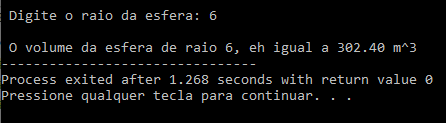 Digite o raio da esfera: 6
O volume da esfera de raio 6, eh igual a 302.40 m^3
--------------------------------
Process exited after 1.268 seconds with return value 0
Pressione qualquer tecla para continuar. . .